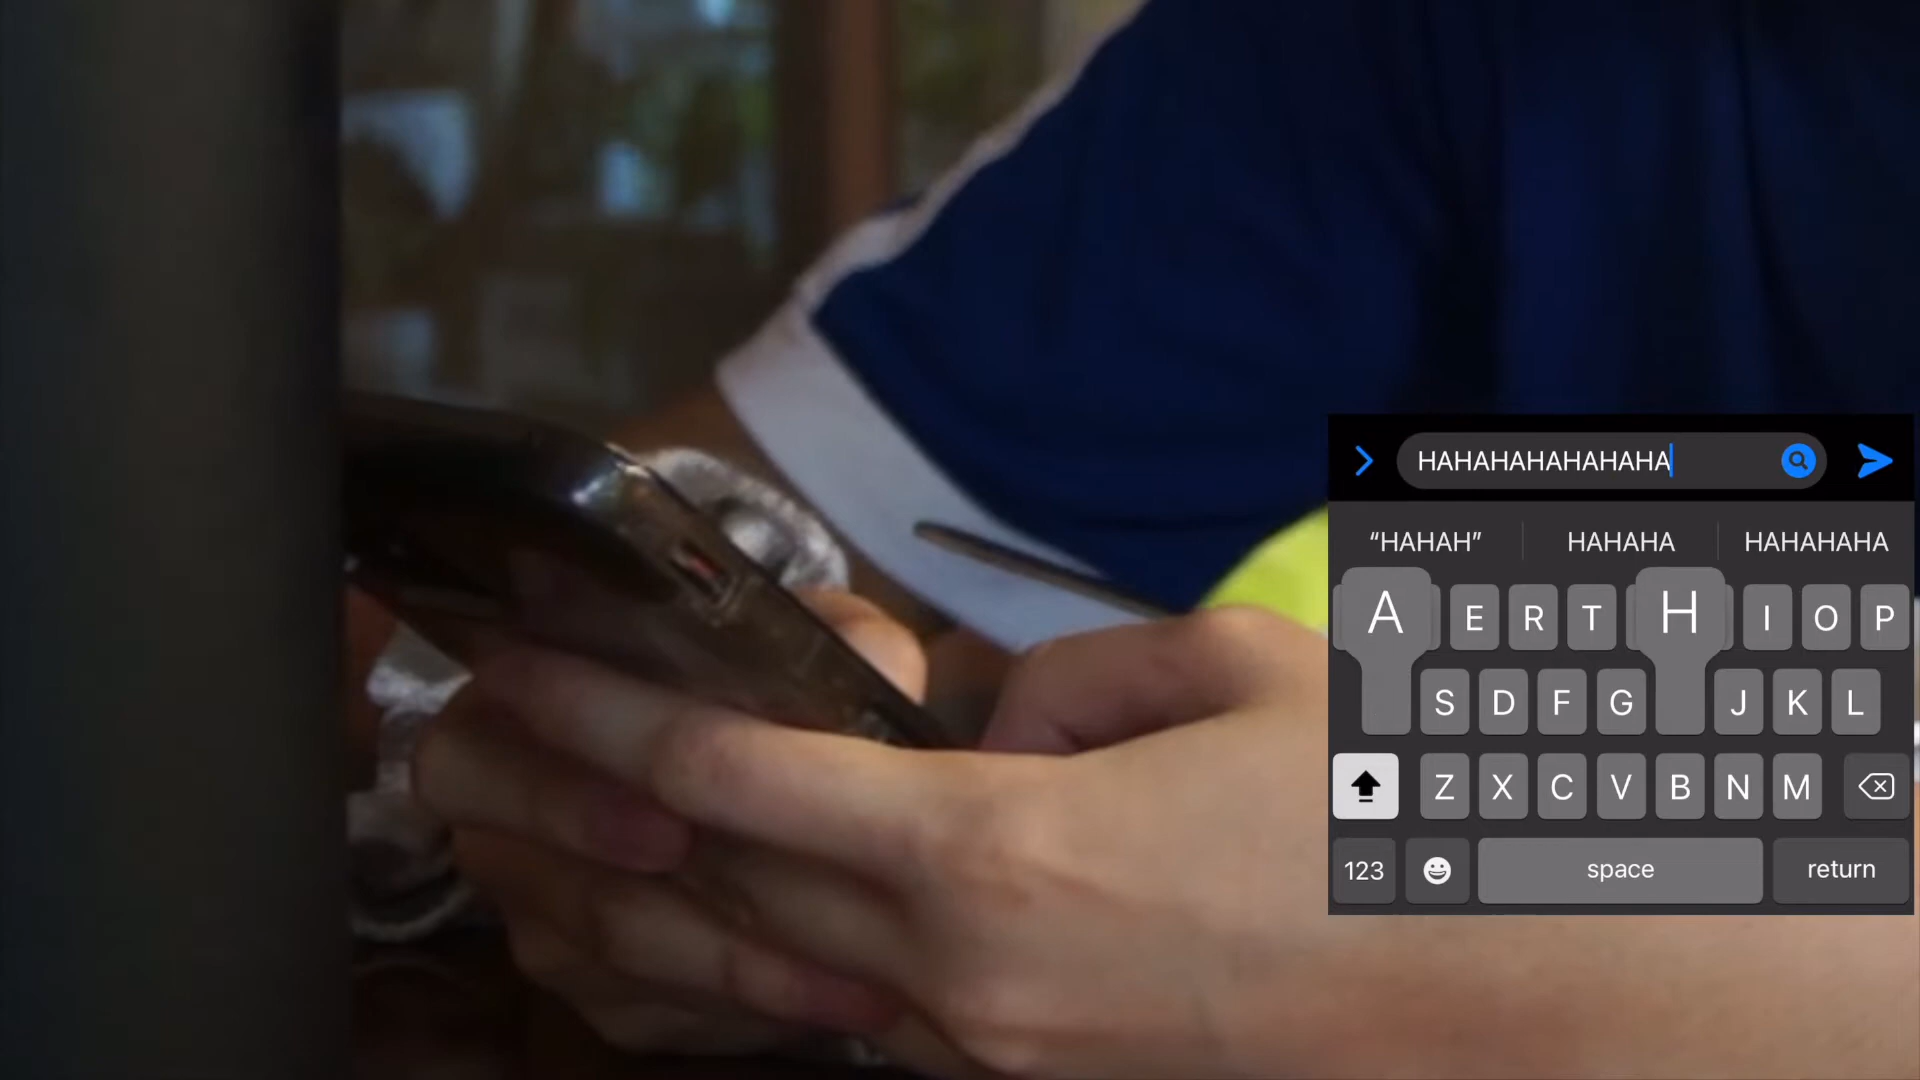 HAHAHAHAHAHAHA
“HAHAH” HAHAHA HAHAHAHA
A E R T H I O P
S D F G J K L
Z X C V B N M
123 space return